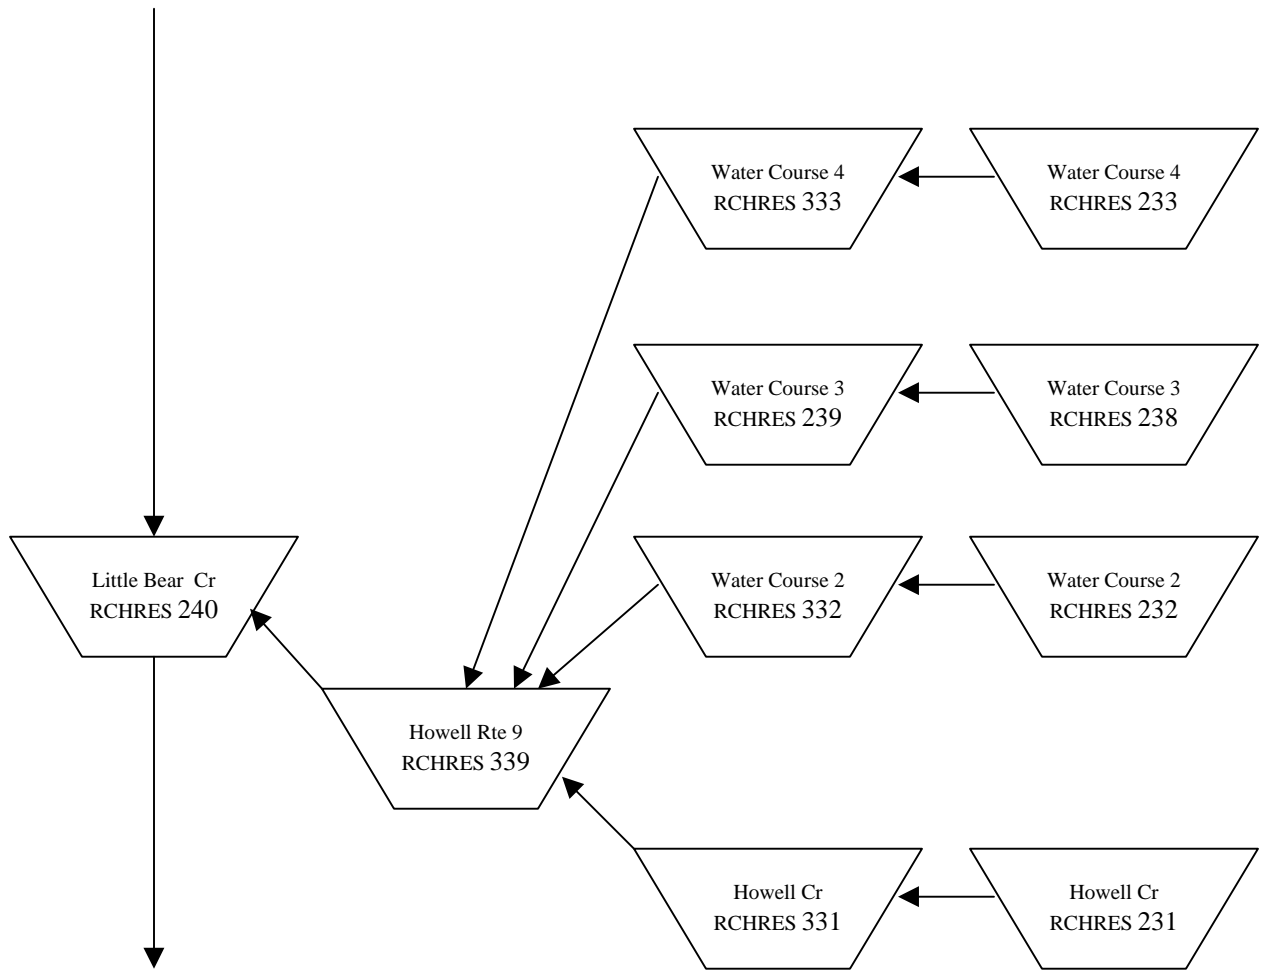 Water Course 4
RCHRES 333
Water Course 4
RCHRES 233
Water Course 3
RCHRES 239
Water Course 3
RCHRES 238
Little Bear Cr
RCHRES 240
Water Course 2
RCHRES 332
Water Course 2
RCHRES 232
Howell Rte 9
RCHRES 339
Howell Cr
RCHRES 331
Howell Cr
RCHRES 231